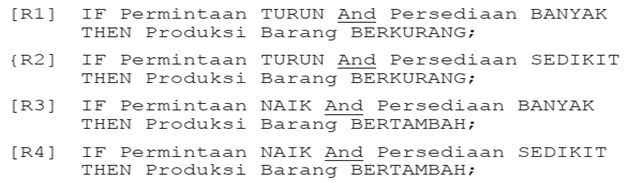 [R1] IF Permintaan TURUN And Persediaan BANYAK
THEN Produksi Barang BERKURANG;
{R2] IF Permintaan TURUN And Persediaan SEDIKIT
THEN Produksi Barang BERKURANG;
[R3] IF Permintaan NAIK And Persediaan BANYAK
THEN Produksi Barang BERTAMBAH;
[R4] IF Permintaan NAIK And Persediaan SEDIKIT
THEN Produksi Barang BERTAMBAH;